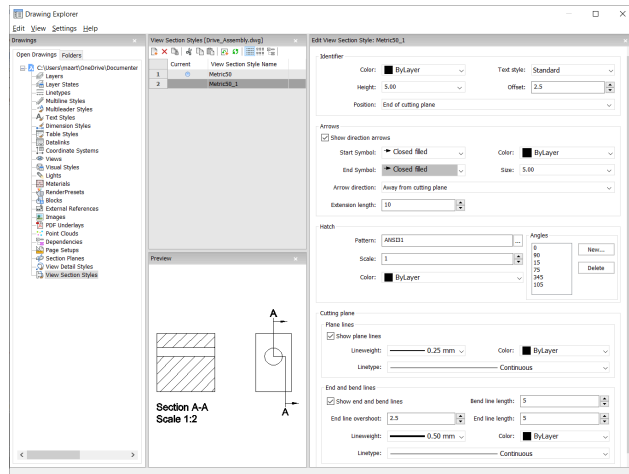 Drawing Explorer
Edit View Settings Help
Drawings
Open Drawings Folders
C:\Users\maart\OneDrive\Documenter
Layers
Layer States
Linetypes
Multiline Styles
Multileader Styles
Text Styles
Dimension Styles
Table Styles
Datalinks
Coordinate Systems
Views
Visual Styles
Lights
Materials
RenderPresets
Blocks
External References
Images
PDF Underlays
Point Clouds
Dependencies
Page Setups
Section Planes
View Detail Styles
View Section Styles
View Section Styles [Drive_Assembly.dwg]
Current View Section Style Name
1 Metric50
2 Metric50_1
Preview
A
A
Section A-A
Scale 1:2
Edit View Section Style: Metric50_1
Identifier
Color: ByLayer Text style: Standard
Height: 5.00 Offset: 2.5
Position: End of cutting plane
Arrows
Show direction arrows
Start Symbol: Closed filled Color: ByLayer
End Symbol: Closed filled Size: 5.00
Arrow direction: Away from cutting plane
Extension length: 10
Hatch
Pattern: ANSI31 ...
Scale: 1
Color: ByLayer
Angles
0
90
15
75
345
105
New...
Delete
Cutting plane
Plane lines
Show plane lines
Lineweight: 0.25 mm Color: ByLayer
Linetype: Continuous
End and bend lines
Show end and bend lines Bend line length: 5
End line overshoot: 2.5 End line length: 5
Lineweight: 0.50 mm Color: ByLayer
Linetype: Continuous